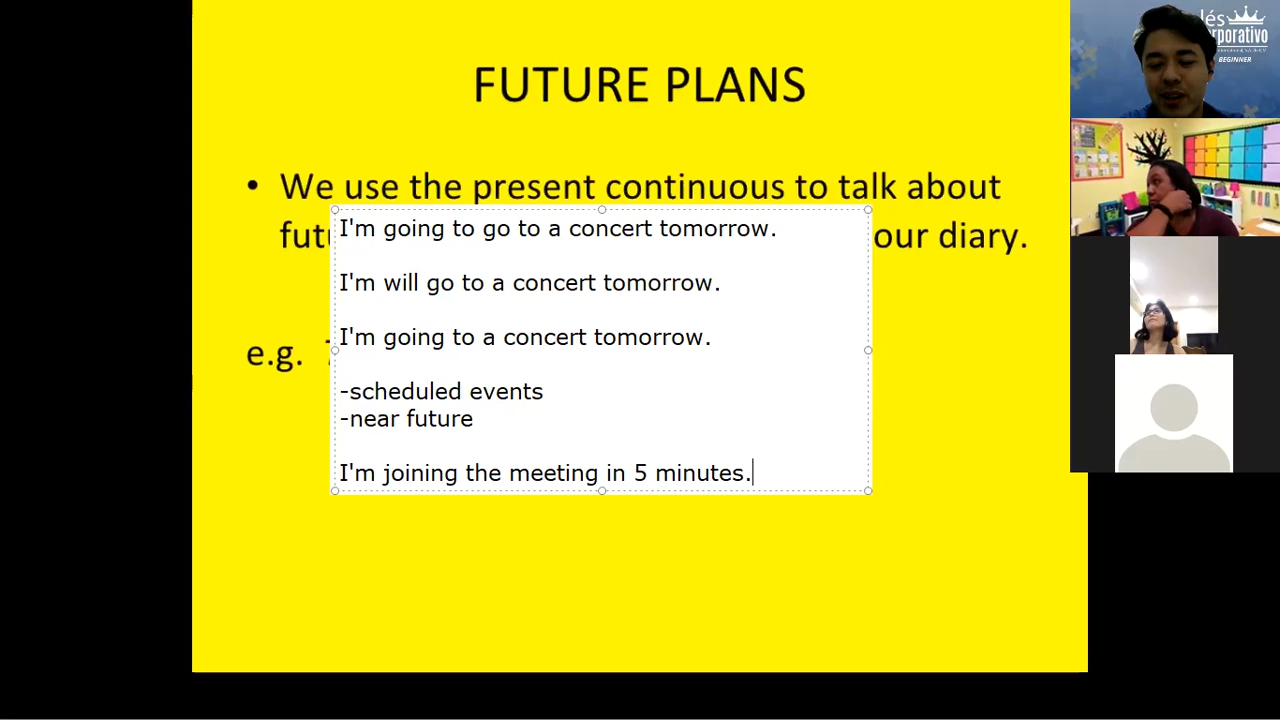 FUTURE PLANS
• We use the present continuous to talk about
our diary.
I'm going to go to a concert tomorrow.
I'm will go to a concert tomorrow.
I'm going to a concert tomorrow.
-scheduled events
-near future
I'm joining the meeting in 5 minutes.
e.g.
BEGINNER